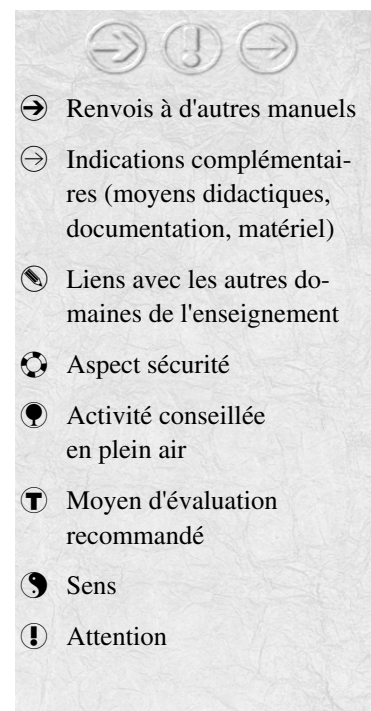 Renvois à d'autres manuels
Indications complémentai-
res (moyens didactiques,
documentation, matériel)
Liens avec les autres do-
maines de l'enseignement
Aspect sécurité
Activité conseillée
en plein air
T Moyen d'évaluation
recommandé
Sens
! Attention